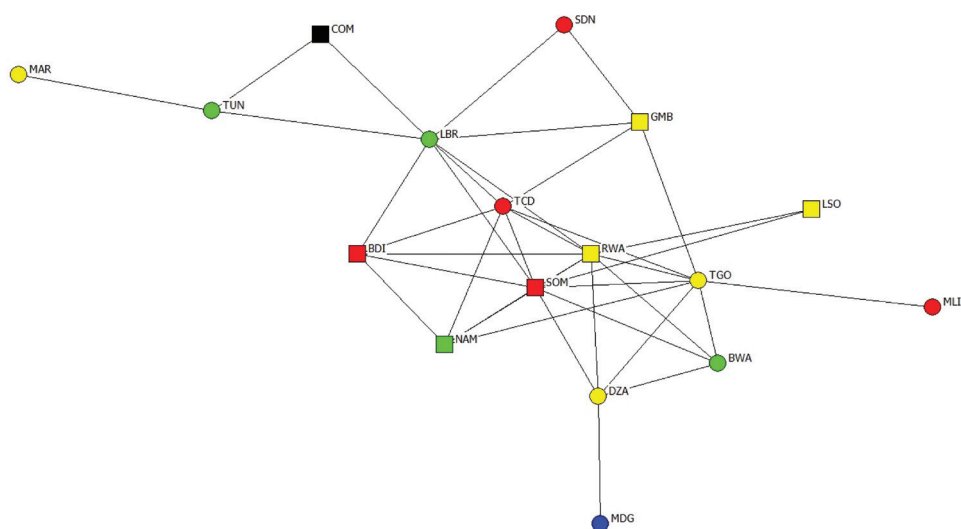 SDN
COM
MAR
TUN
GMB
LBR
TCD
LSO
BDI
RWA
TGO
SOM
MLI
NAM
BWA
DZA
MDG